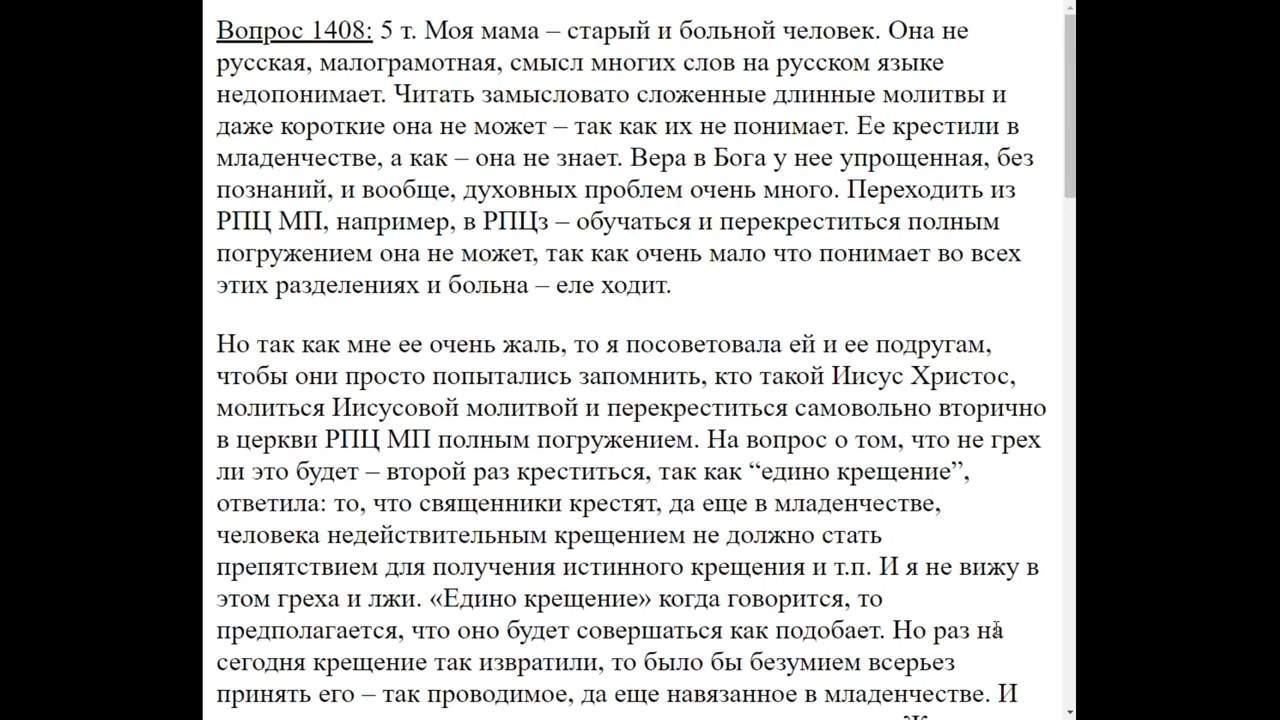 Вопрос 1408: 5 т. Моя мама – старый и больной человек. Она не
русская, малограмотная, смысл многих слов на русском языке
недопонимает. Читать замысловато сложенные длинные молитвы и
даже короткие она не может – так как их не понимает. Ее крестили в
младенчестве, а как – она не знает. Вера в Бога у нее упрощенная, без
познаний, и вообще, духовных проблем очень много. Переходить из
РПЦ МП, например, в РПЦз – обучаться и перекреститься полным
погружением она не может, так как очень мало что понимает во всех
этих разделениях и больна – еле ходит.
Но так как мне ее очень жаль, то я посоветовала ей и ее подругам,
чтобы они просто попытались запомнить, кто такой Иисус Христос,
молиться Иисусовой молитвой и перекреститься самовольно вторично
в церкви РПЦ МП полным погружением. На вопрос о том, что не грех
ли это будет – второй раз креститься, так как “едино крещение”,
ответила: то, что священники крестят, да еще в младенчестве,
человека недействительным крещением не должно стать
препятствием для получения истинного крещения и т.п. И я не вижу в
этом греха и лжи. «Едино крещение» когда говорится, то
предполагается, что оно будет совершаться как подобает. Но раз на
сегодня крещение так извратили, то было бы безумием всерьез
принять его – так проводимое, да еще навязанное в младенчестве. И